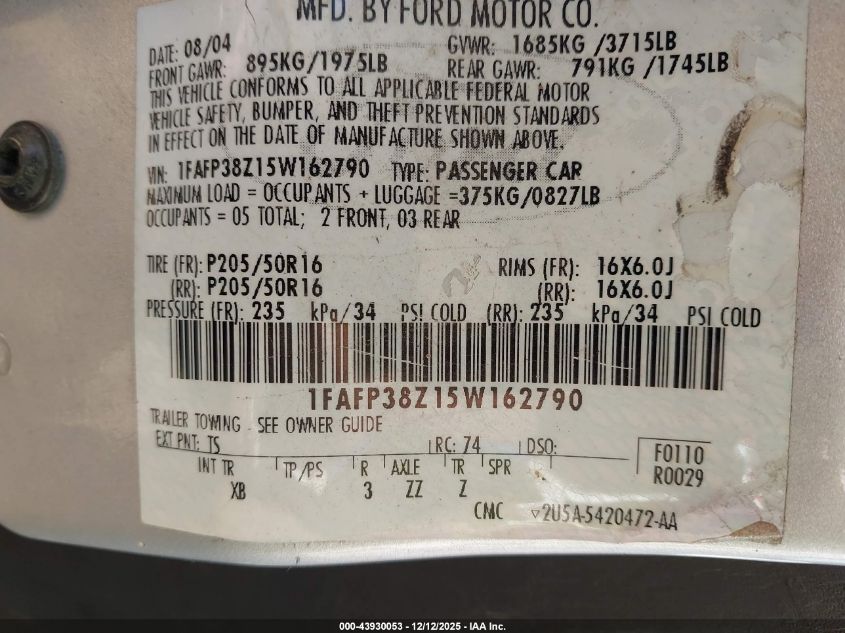 MFD. BY FORD MOTOR CO.
DATE: 08/04 GVWR: 1685KG /3715LB
FRONT GAWR: 895KG/1975LB REAR GAWR: 791KG /1745LB
THIS VEHICLE CONFORMS TO ALL APPLICABLE FEDERAL MOTOR
VEHICLE SAFETY, BUMPER, AND THEFT PREVENTION STANDARDS
IN EFFECT ON THE DATE OF MANUFACTURE SHOWN ABOVE.
VIN: 1FAFP38Z15W162790 TYPE: PASSENGER CAR
MAXIMUM LOAD = OCCUPANTS + LUGGAGE =375KG/0827LB
OCCUPANTS = 05 TOTAL; 2 FRONT, 03 REAR
TIRE (FR): P205/50R16 RIMS (FR): 16X6.0J
(RR): P205/50R16 (RR): 16X6.0J
PRESSURE (FR): 235 kPa/34 PSI COLD (RR): 235 kPa/34 PSI COLD
1FAFP38Z15W162790
TRAILER TOWING - SEE OWNER GUIDE
EXT PNT: TS RC: 74 DSO: F0110
INT TR TP/PS R AXLE TR SPR R0029
XB 3 ZZ Z
CMC ▿2U5A-5420472-AA
000-43930053 - 12/12/2025 - IAA Inc.